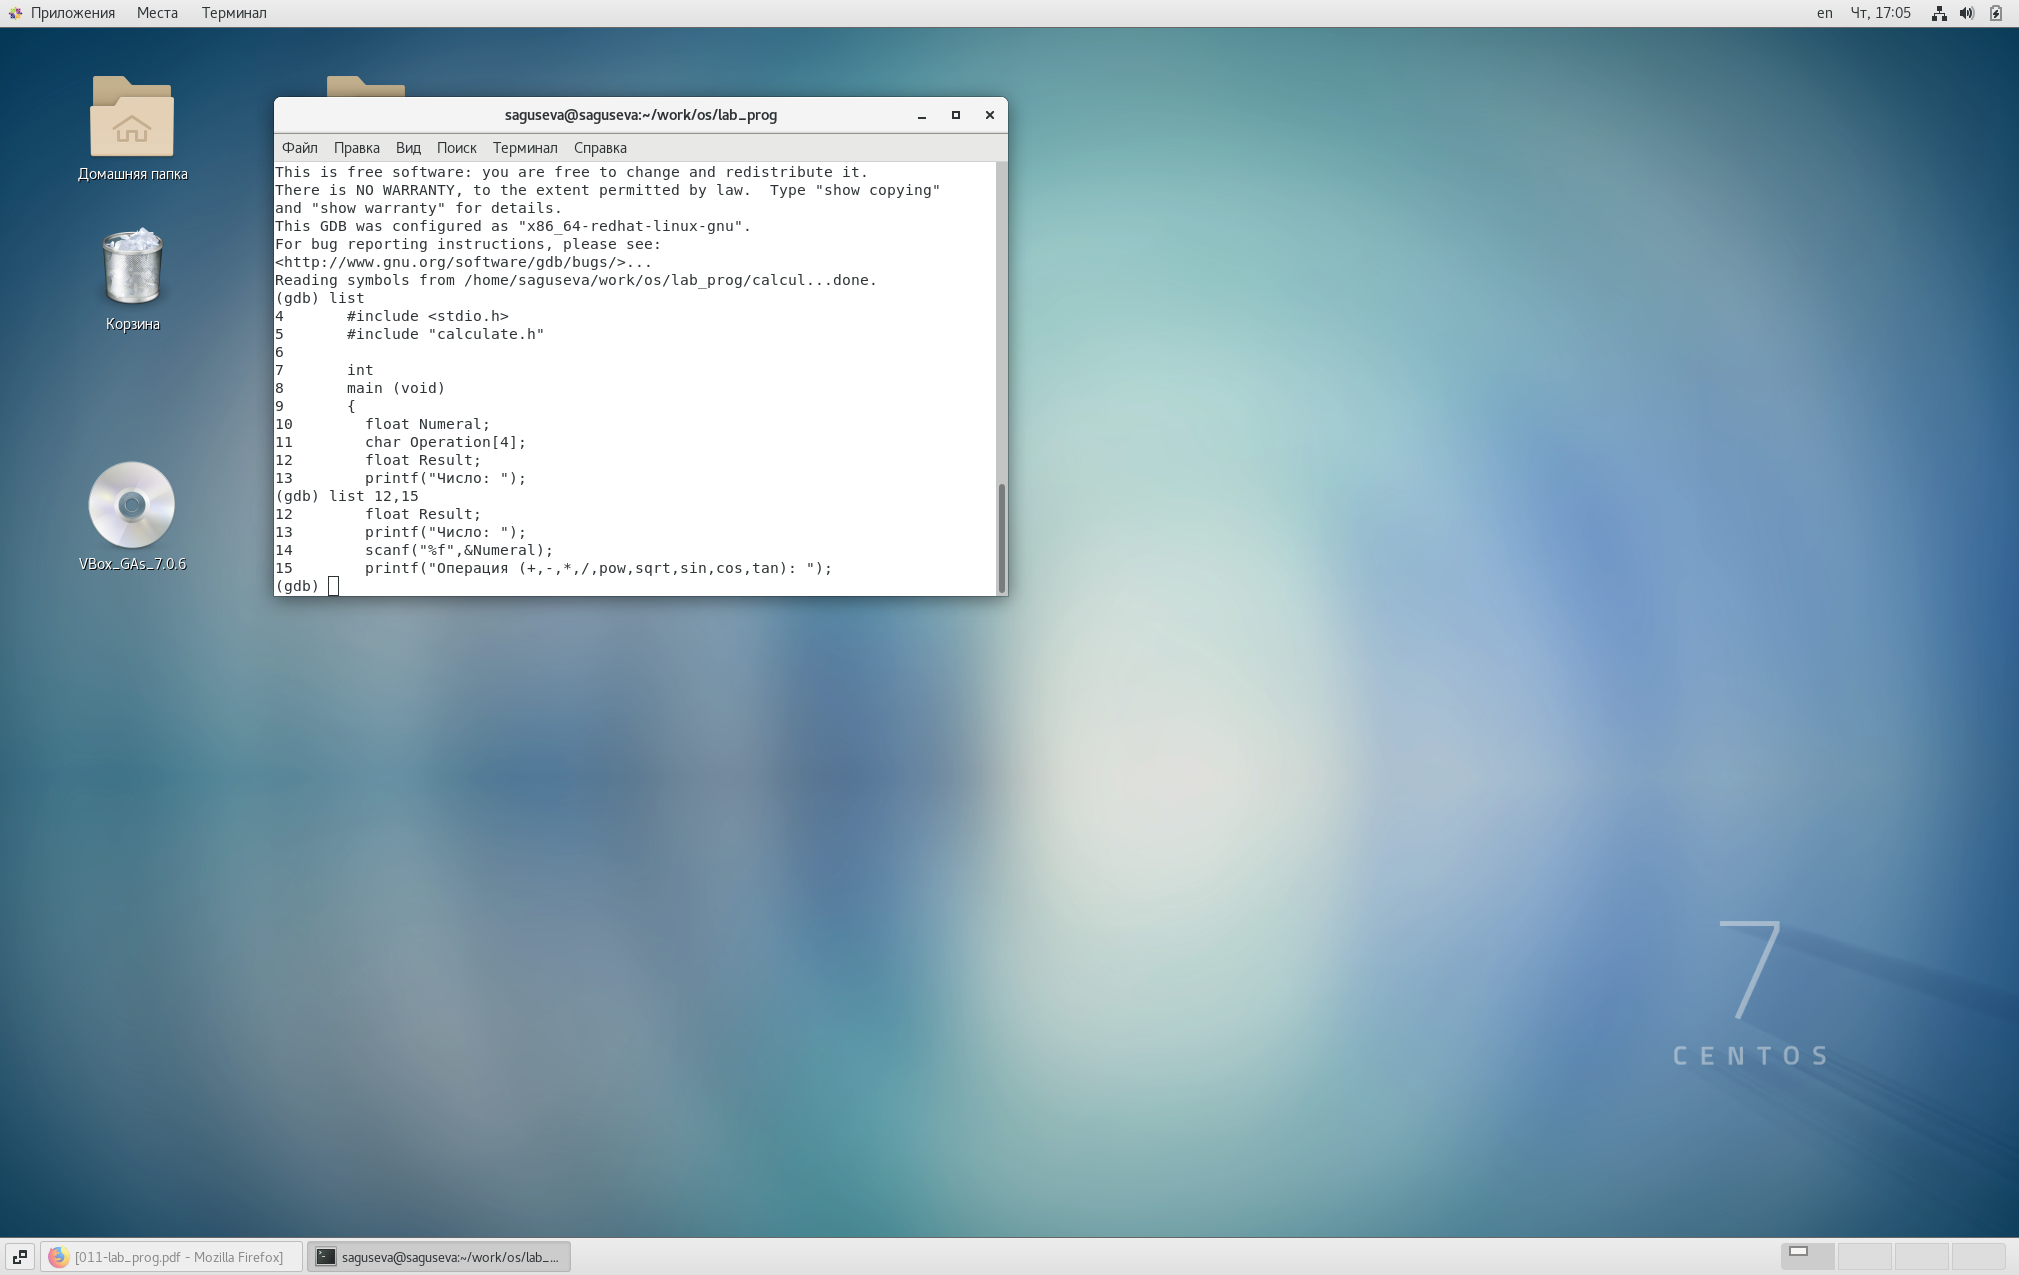 Приложения Места Терминал en Чт, 17:05
Домашняя папка
Корзина
VBox_GAs_7.0.6
saguseva@saguseva:~/work/os/lab_prog
Файл Правка Вид Поиск Терминал Справка
This is free software: you are free to change and redistribute it.
There is NO WARRANTY, to the extent permitted by law.  Type "show copying"
and "show warranty" for details.
This GDB was configured as "x86_64-redhat-linux-gnu".
For bug reporting instructions, please see:
<http://www.gnu.org/software/gdb/bugs/>...
Reading symbols from /home/saguseva/work/os/lab_prog/calcul...done.
(gdb) list
4       #include <stdio.h>
5       #include "calculate.h"
6
7       int
8       main (void)
9       {
10        float Numeral;
11        char Operation[4];
12        float Result;
13        printf("Число: ");
(gdb) list 12,15
12        float Result;
13        printf("Число: ");
14        scanf("%f",&Numeral);
15        printf("Операция (+,-,*,/,pow,sqrt,sin,cos,tan): ");
(gdb)
7
CENTOS
[011-lab_prog.pdf - Mozilla Firefox] saguseva@saguseva:~/work/os/lab_...